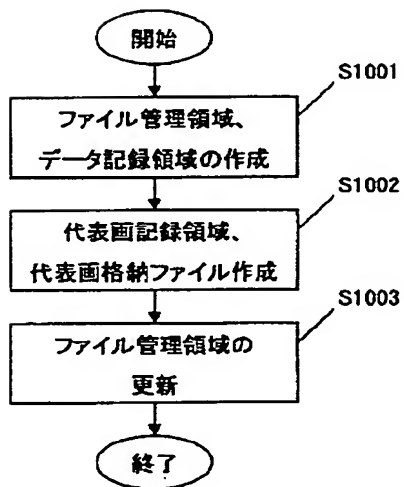 開始
S1001
ファイル管理領域、
データ記録領域の作成
S1002
代表画記録領域、
代表画格納ファイル作成
S1003
ファイル管理領域の
更新
終了